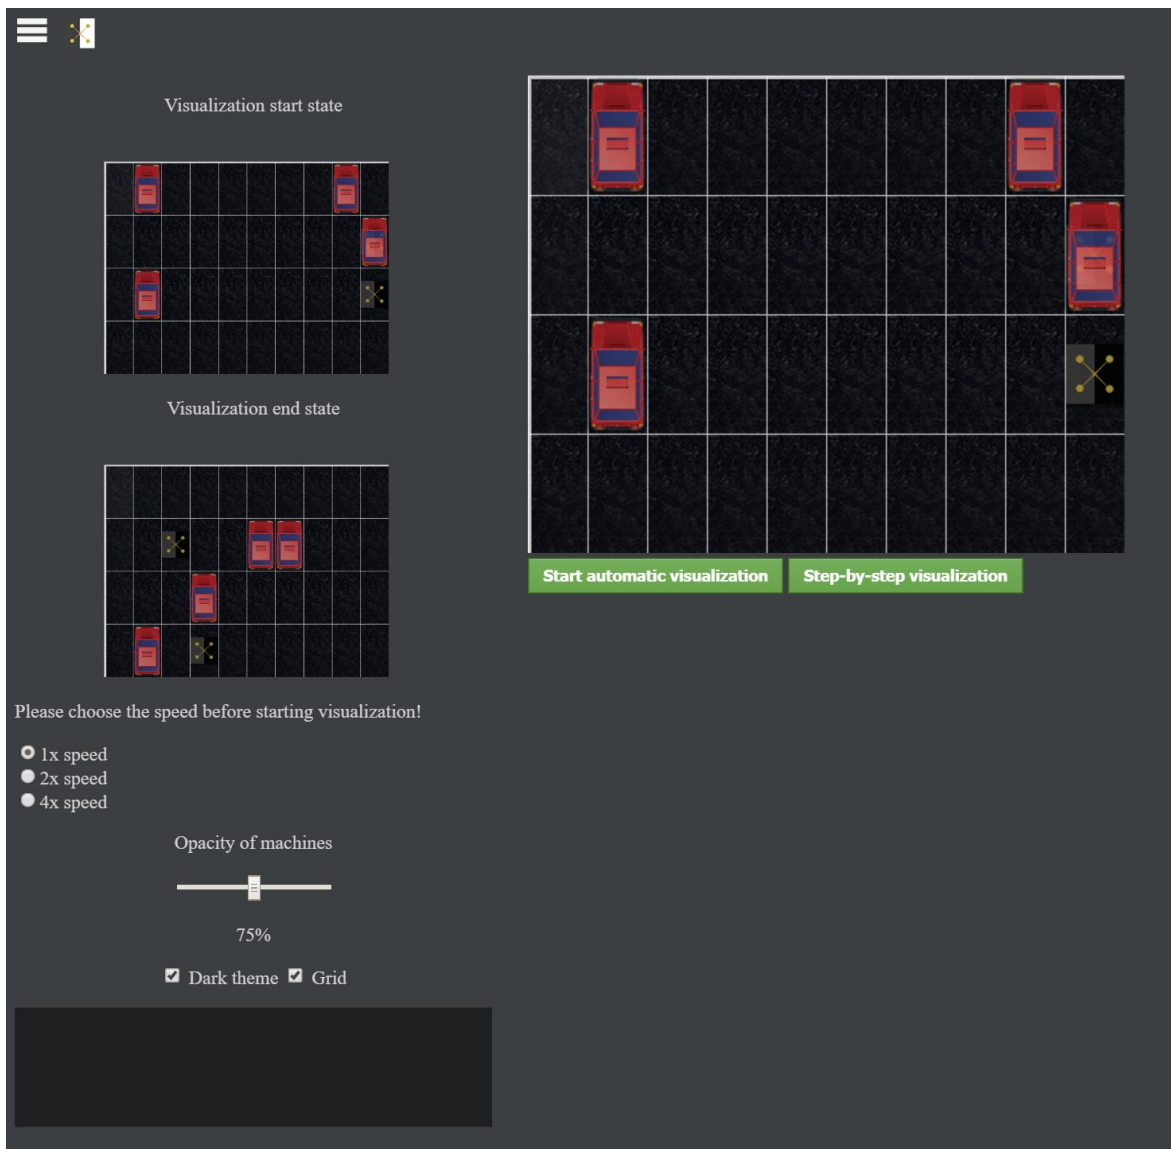 Visualization start state
Visualization end state
Please choose the speed before starting visualization!
1x speed
2x speed
4x speed
Opacity of machines
75%
Dark theme Grid
Start automatic visualization Step-by-step visualization